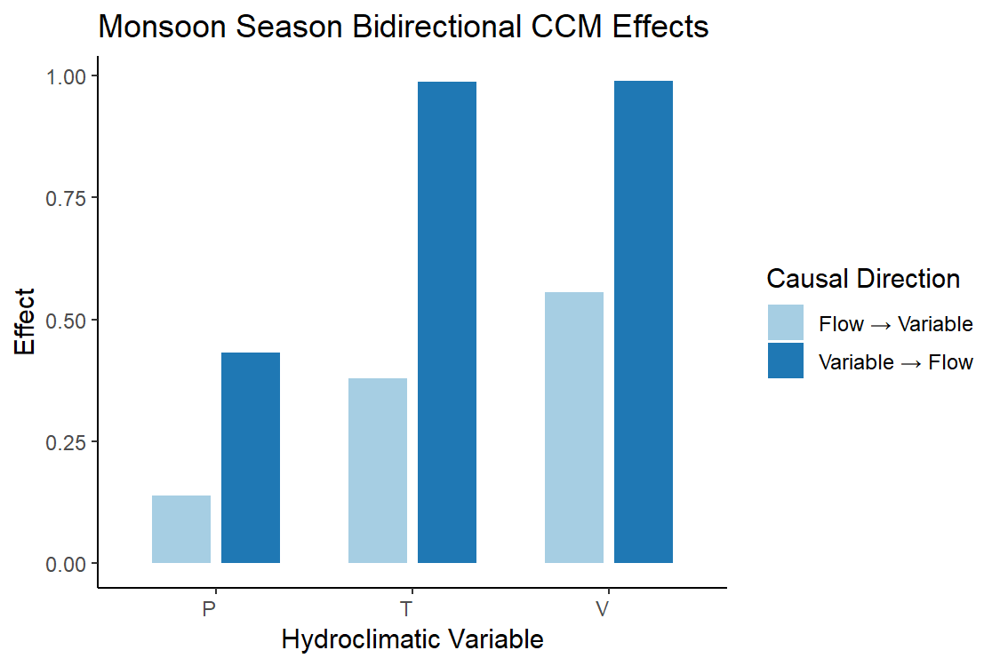 Monsoon Season Bidirectional CCM Effects
1.00
0.75
0.50
0.25
0.00
Effect
P T V
Hydroclimatic Variable
Causal Direction
Flow → Variable
Variable → Flow